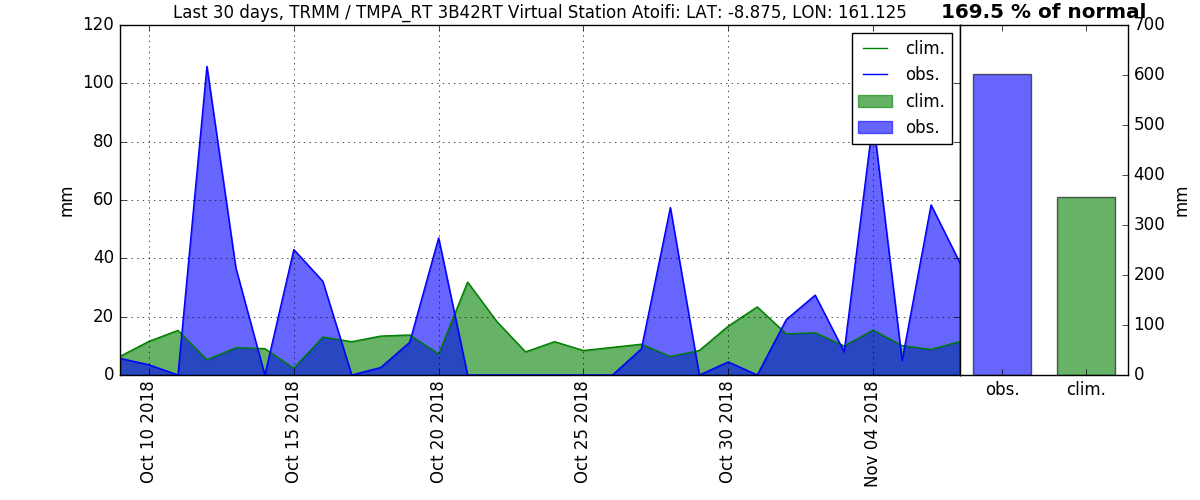 Last 30 days, TRMM / TMPA_RT 3B42RT Virtual Station Atoifi: LAT: -8.875, LON: 161.125
169.5 % of normal
120
100
80
60
40
20
0
mm
clim.
obs.
clim.
obs.
Oct 10 2018
Oct 15 2018
Oct 20 2018
Oct 25 2018
Oct 30 2018
Nov 04 2018
700
600
500
400
300
200
100
0
mm
obs.
clim.